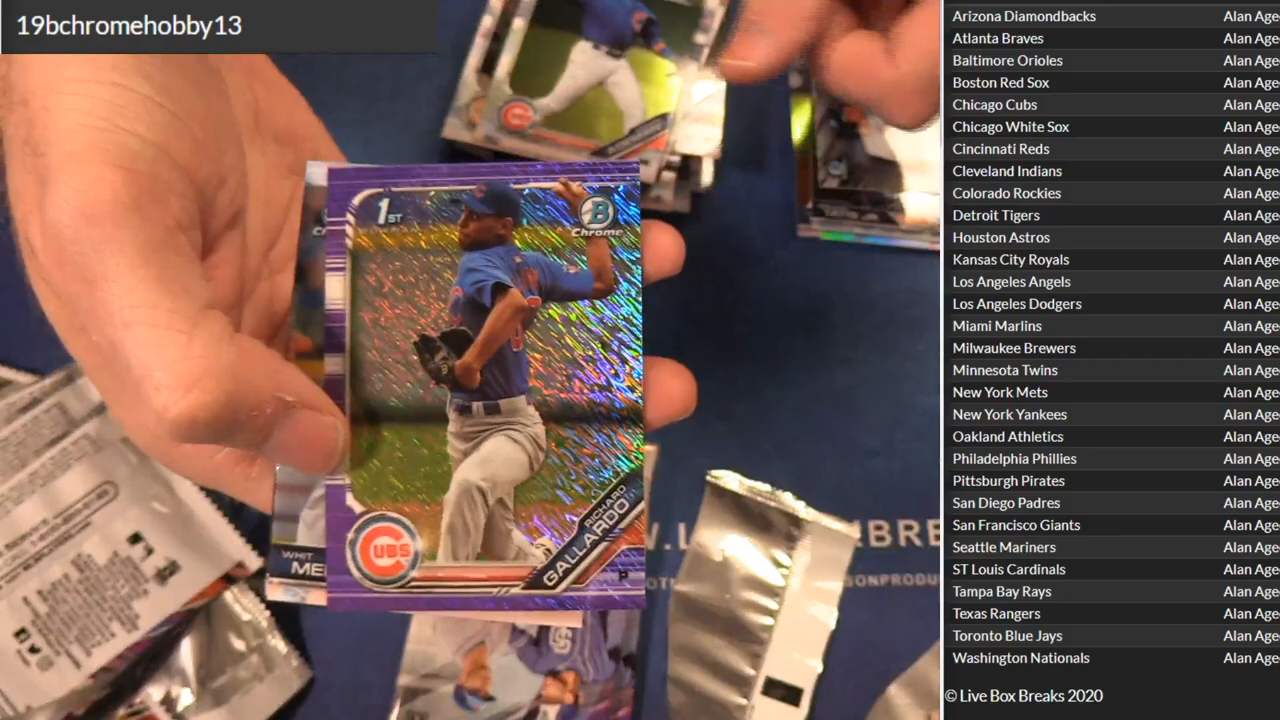 19bchromehobby13
1ST
B
Chrome
CUBS
RICHARD
GALLARDO
P
WHIT
Arizona Diamondbacks Alan Age
Atlanta Braves Alan Age
Baltimore Orioles Alan Age
Boston Red Sox Alan Age
Chicago Cubs Alan Age
Chicago White Sox Alan Age
Cincinnati Reds Alan Age
Cleveland Indians Alan Age
Colorado Rockies Alan Age
Detroit Tigers Alan Age
Houston Astros Alan Age
Kansas City Royals Alan Age
Los Angeles Angels Alan Age
Los Angeles Dodgers Alan Age
Miami Marlins Alan Age
Milwaukee Brewers Alan Age
Minnesota Twins Alan Age
New York Mets Alan Age
New York Yankees Alan Age
Oakland Athletics Alan Age
Philadelphia Phillies Alan Age
Pittsburgh Pirates Alan Age
San Diego Padres Alan Age
San Francisco Giants Alan Age
Seattle Mariners Alan Age
ST Louis Cardinals Alan Age
Tampa Bay Rays Alan Age
Texas Rangers Alan Age
Toronto Blue Jays Alan Age
Washington Nationals Alan Age
© Live Box Breaks 2020